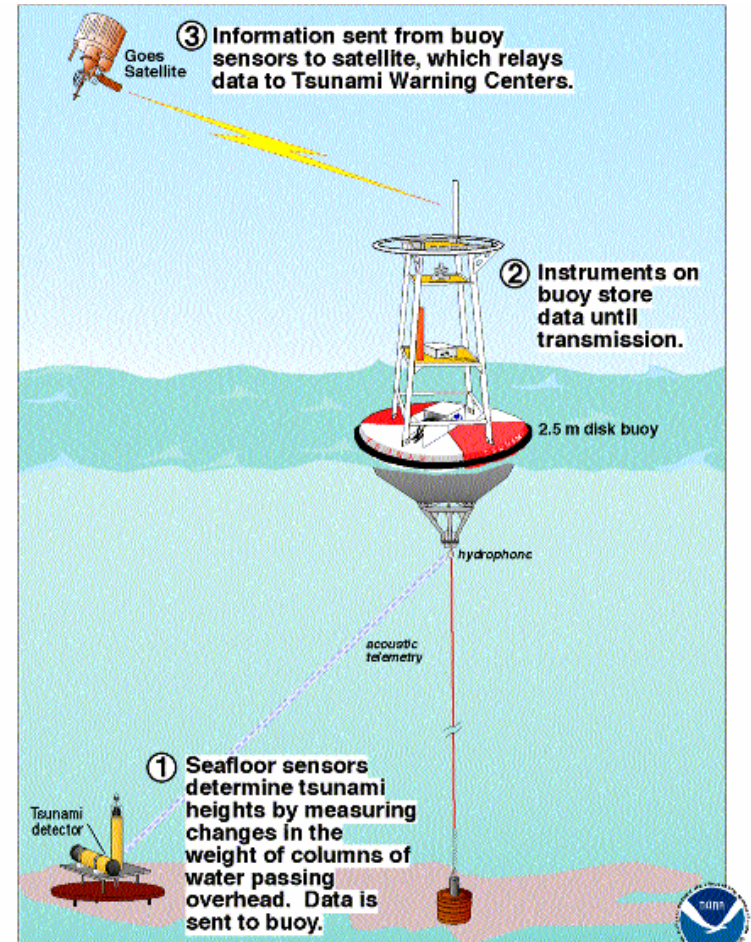 ③ Information sent from buoy
sensors to satellite, which relays
data to Tsunami Warning Centers.
Goes
Satellite
② Instruments on
buoy store
data until
transmission.
2.5 m disk buoy
hydrophone
acoustic
telemetry
① Seafloor sensors
determine tsunami
heights by measuring
changes in the
weight of columns of
water passing
overhead. Data is
sent to buoy.
Tsunami
detector